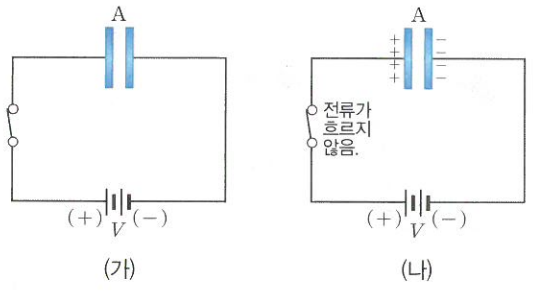 A
(+) V (−)
(가)
A
+ + + +
− − − −
전류가
흐르지
않음.
(+) V (−)
(나)